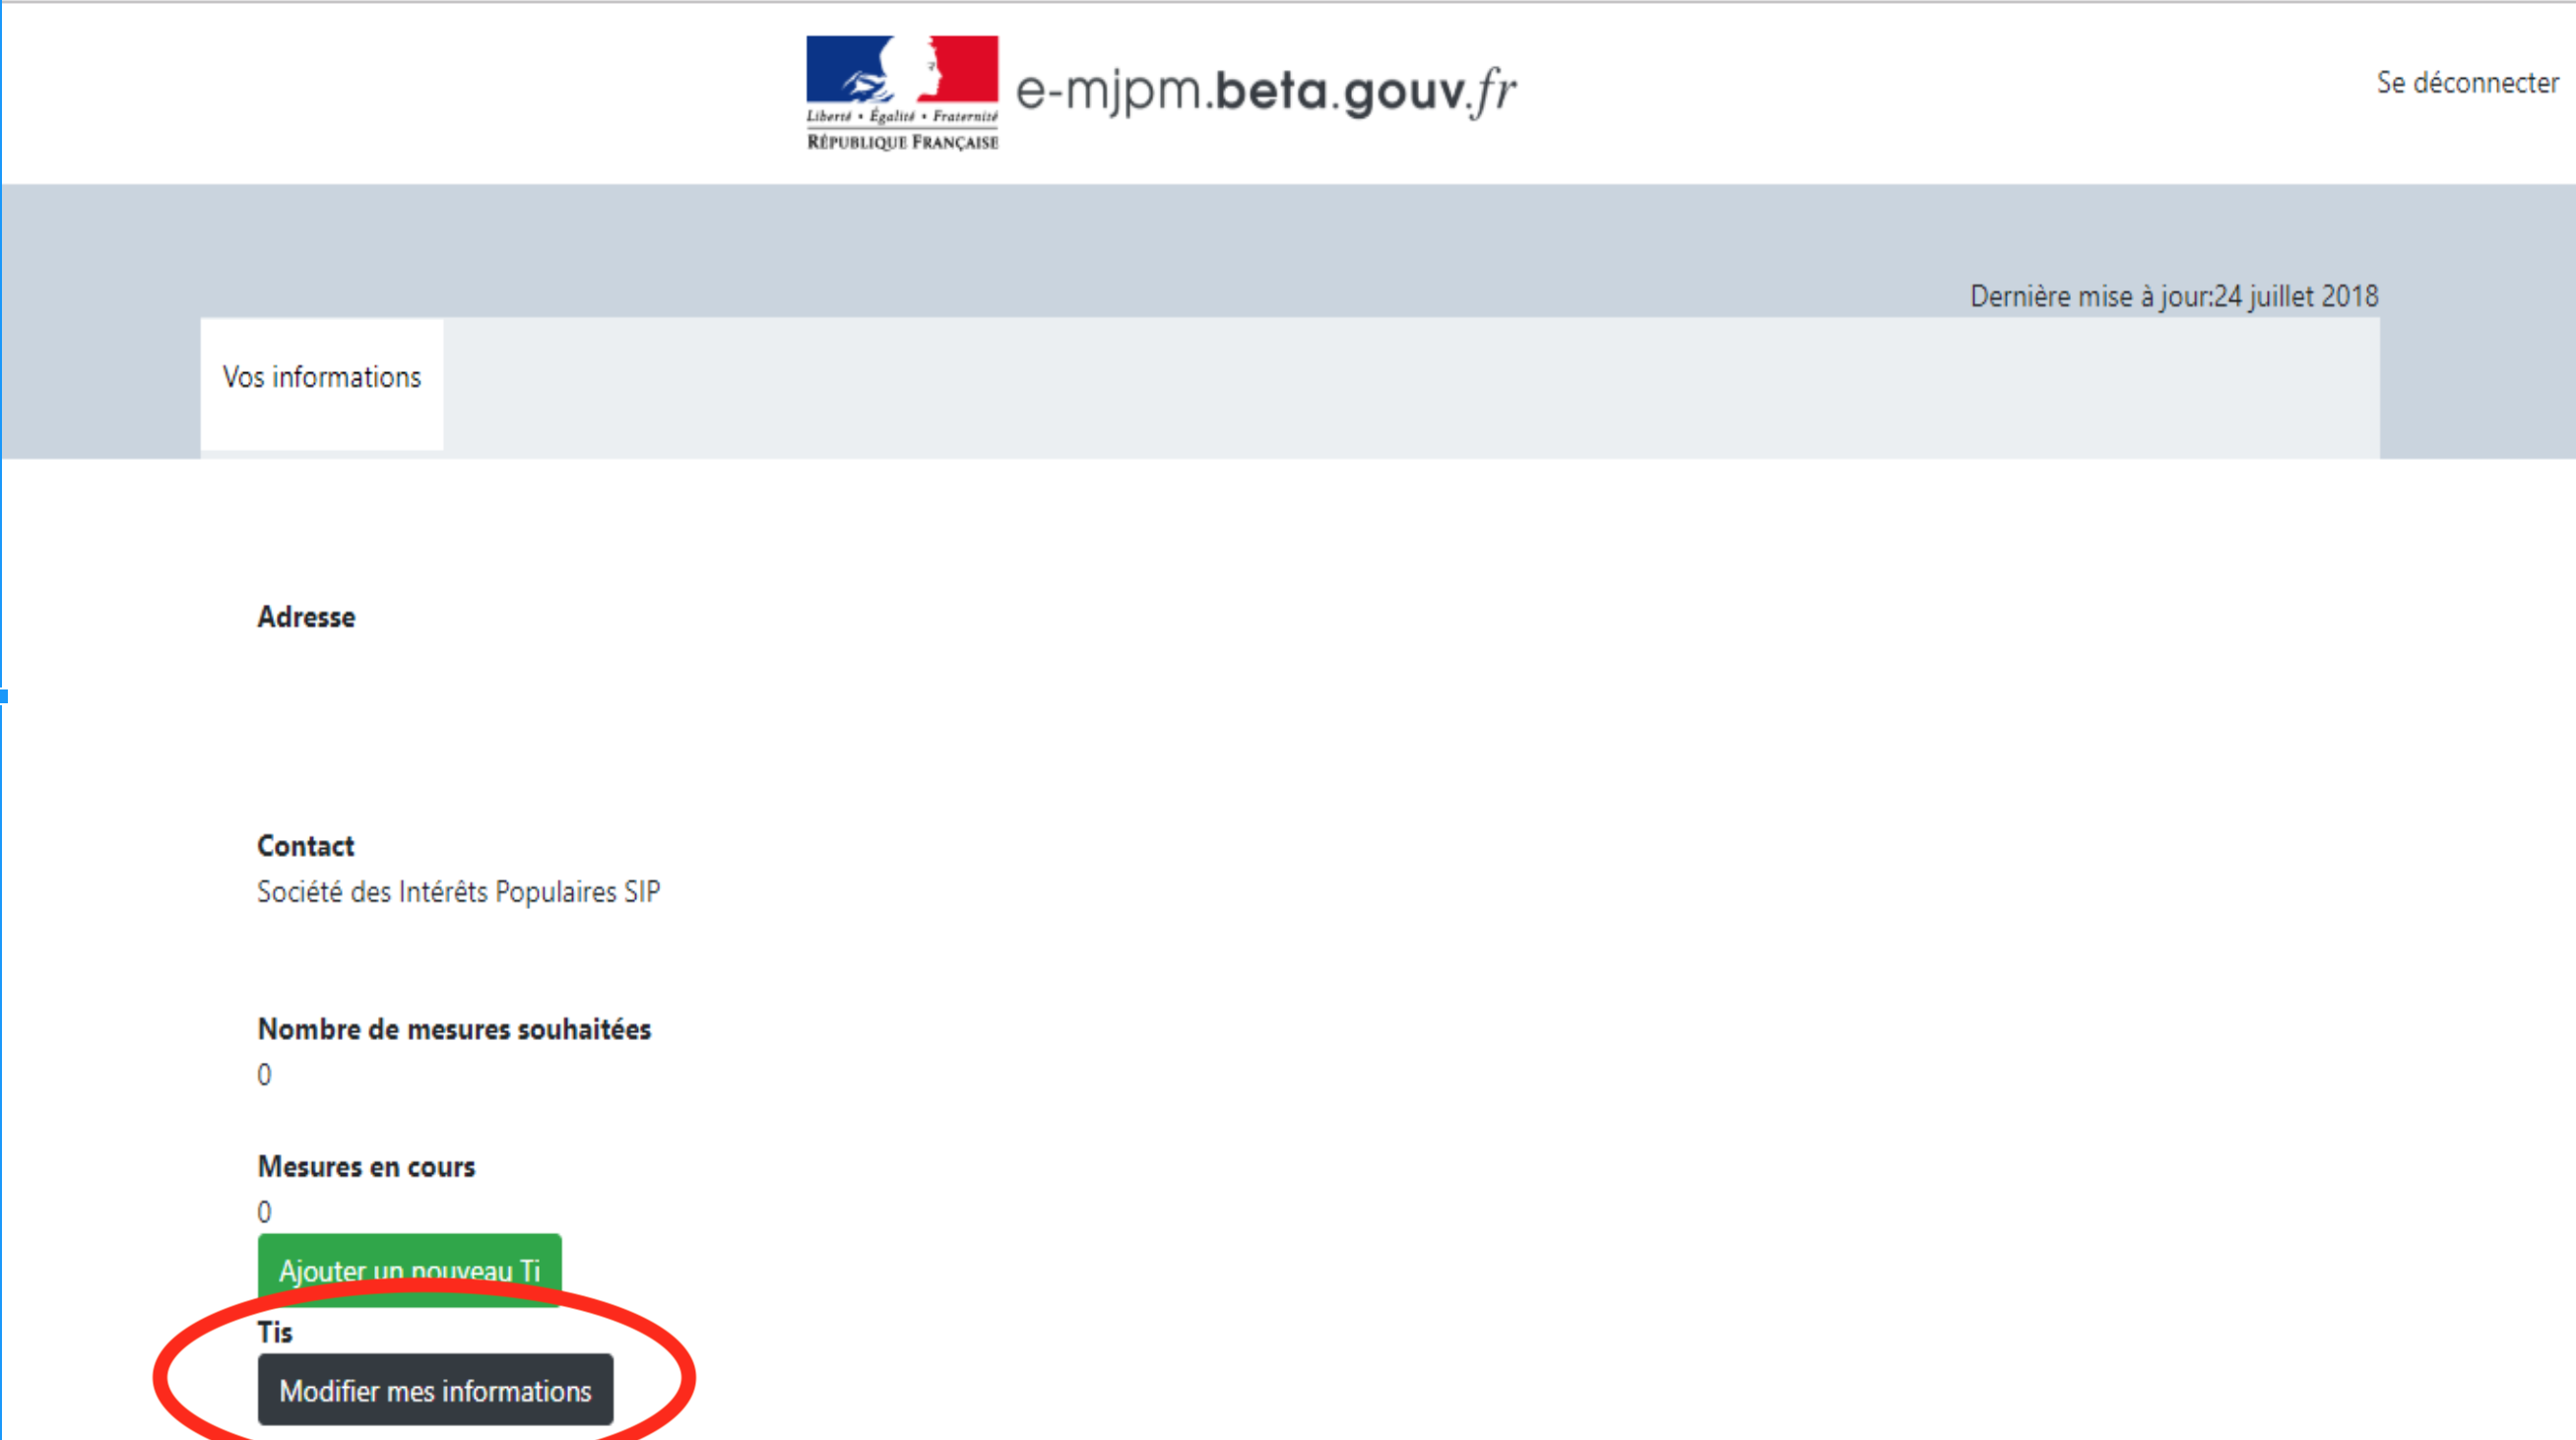 Liberté • Égalité • Fraternité
RÉPUBLIQUE FRANÇAISE
e-mjpm.beta.gouv.fr
Se déconnecter
Dernière mise à jour:24 juillet 2018
Vos informations
Adresse
Contact
Société des Intérêts Populaires SIP
Nombre de mesures souhaitées
0
Mesures en cours
0
Ajouter un nouveau Ti
Tis
Modifier mes informations